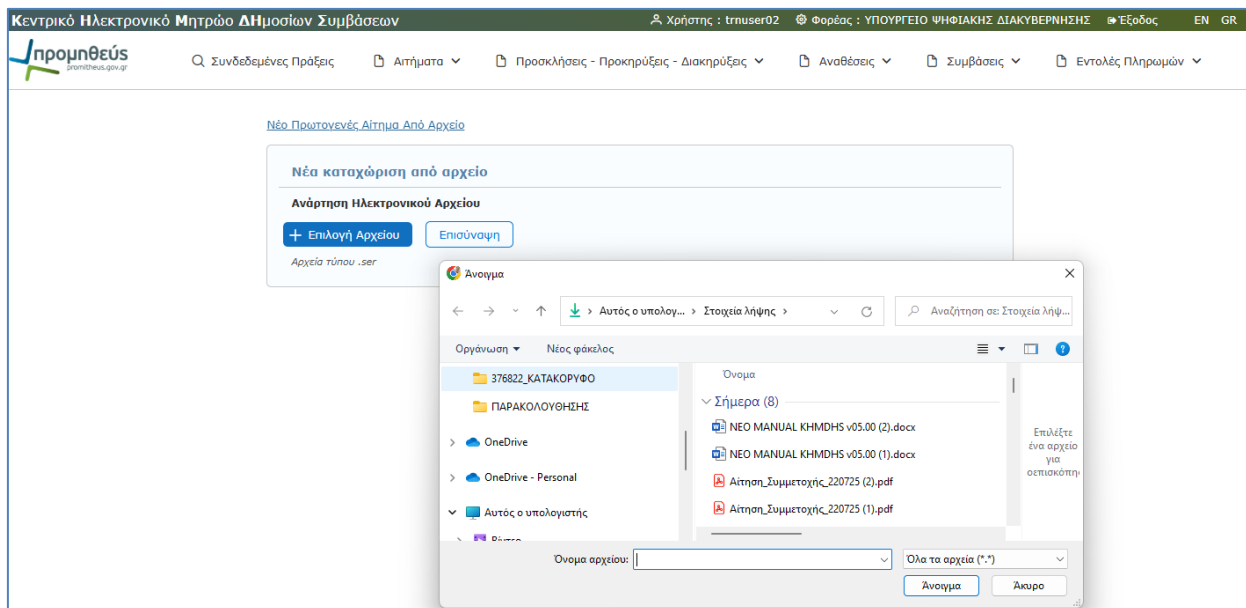 Κεντρικό Ηλεκτρονικό Μητρώο ΔΗμοσίων Συμβάσεων Χρήστης : trnuser02 Φορέας : ΥΠΟΥΡΓΕΙΟ ΨΗΦΙΑΚΗΣ ΔΙΑΚΥΒΕΡΝΗΣΗΣ Έξοδος EN GR
προμηθεύς
promitheus.gov.gr
Συνδεδεμένες Πράξεις Αιτήματα Προσκλήσεις - Προκηρύξεις - Διακηρύξεις Αναθέσεις Συμβάσεις Εντολές Πληρωμών
Νέο Πρωτογενές Αίτημα Από Αρχείο
Νέα καταχώριση από αρχείο
Ανάρτηση Ηλεκτρονικού Αρχείου
+ Επιλογή Αρχείου Επισύναψη
Αρχεία τύπου .ser
Άνοιγμα
Αυτός ο υπολογ... › Στοιχεία λήψης › Αναζήτηση σε: Στοιχεία λήψ...
Οργάνωση Νέος φάκελος
376822_ΚΑΤΑΚΟΡΥΦΟ
ΠΑΡΑΚΟΛΟΥΘΗΣΗΣ
OneDrive
OneDrive - Personal
Αυτός ο υπολογιστής
Βίντεο
Όνομα
Σήμερα (8)
NEO MANUAL KHMDHS v05.00 (2).docx
NEO MANUAL KHMDHS v05.00 (1).docx
Αίτηση_Συμμετοχής_220725 (2).pdf
Αίτηση_Συμμετοχής_220725 (1).pdf
Επιλέξτε
ένα αρχείο
για
Όνομα αρχείου: Όλα τα αρχεία (*.*)
Άνοιγμα Άκυρο